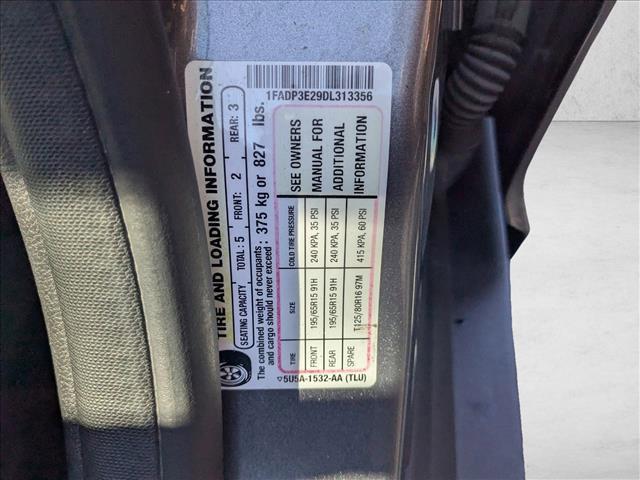 TIRE AND LOADING INFORMATION
SEATING CAPACITY TOTAL: 5 FRONT: 2 REAR: 3
The combined weight of occupants
and cargo should never exceed : 375 kg or 827 lbs.
TIRE SIZE COLD TIRE PRESSURE
FRONT 195/65R15 91H 240 KPA, 35 PSI
REAR 195/65R15 91H 240 KPA, 35 PSI
SPARE T125/80R16 97M 415 KPA, 60 PSI
SEE OWNERS
MANUAL FOR
ADDITIONAL
INFORMATION
5U5A-1532-AA (TLU)
1FADP3E29DL313356